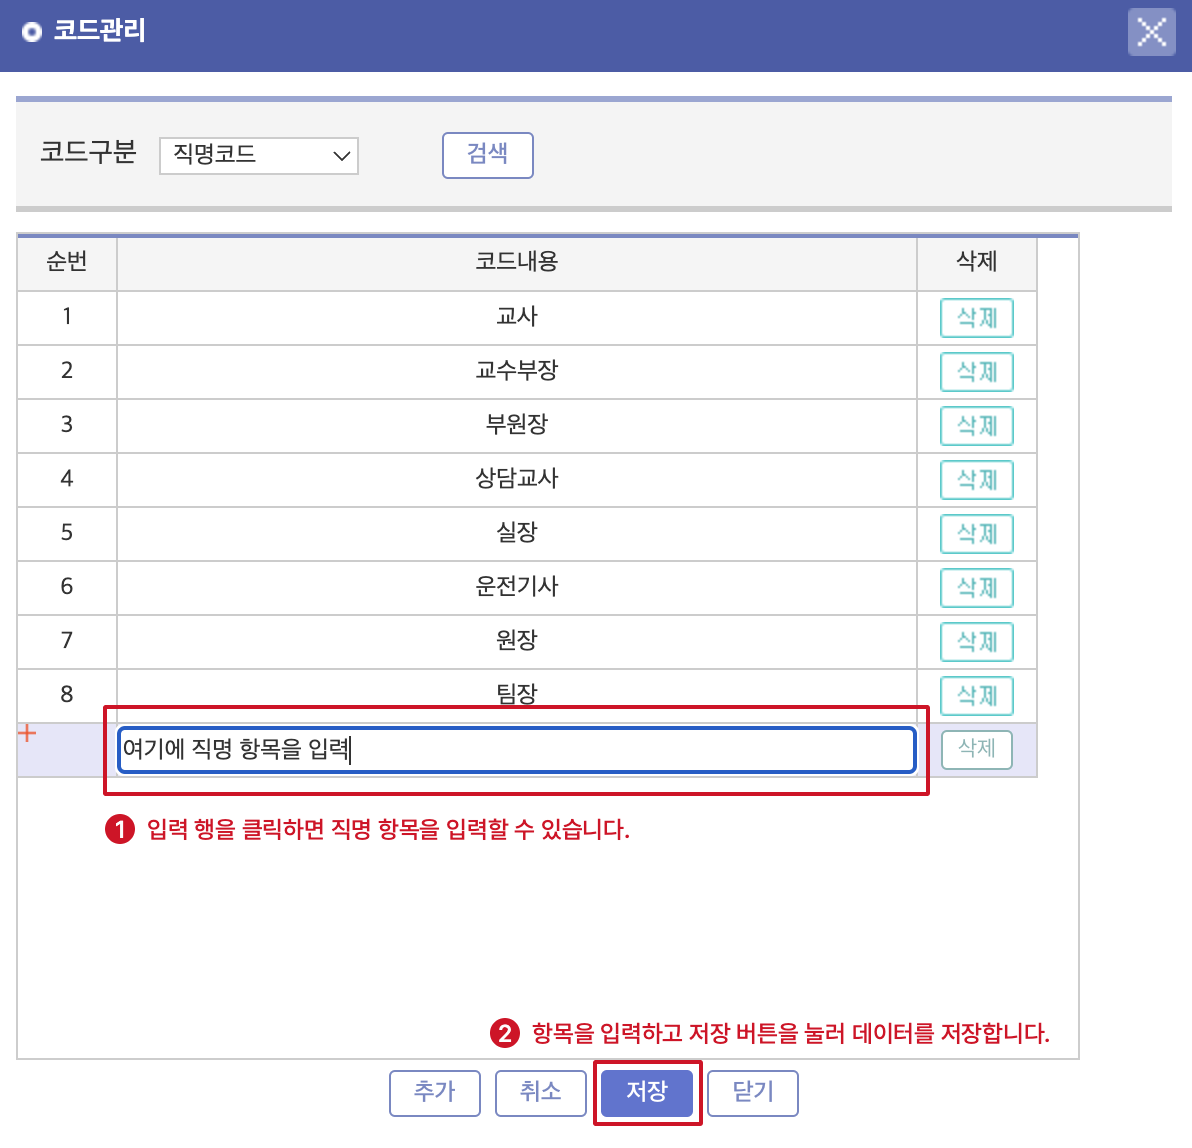 코드관리
코드구분 직명코드 검색
순번 코드내용 삭제
1 교사 삭제
2 교수부장 삭제
3 부원장 삭제
4 상담교사 삭제
5 실장 삭제
6 운전기사 삭제
7 원장 삭제
8 팀장 삭제
여기에 직명 항목을 입력 삭제
1 입력 행을 클릭하면 직명 항목을 입력할 수 있습니다.
2 항목을 입력하고 저장 버튼을 눌러 데이터를 저장합니다.
추가 취소 저장 닫기